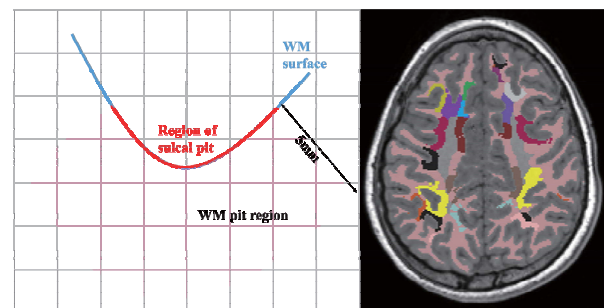 WM
surface
Region of
sulcal pit
5mm
WM pit region